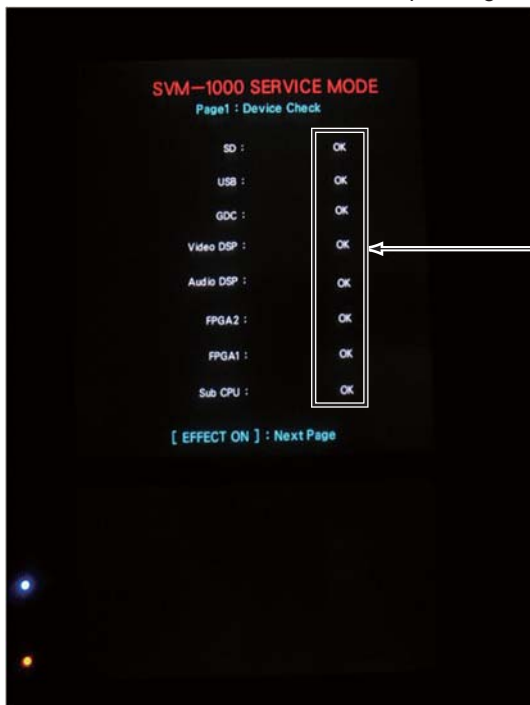 SVM-1000 SERVICE MODE
Page1 : Device Check
SD : OK
USB : OK
GDC : OK
Video DSP : OK
Audio DSP : OK
FPGA2 : OK
FPGA1 : OK
Sub CPU : OK
[ EFFECT ON ] : Next Page